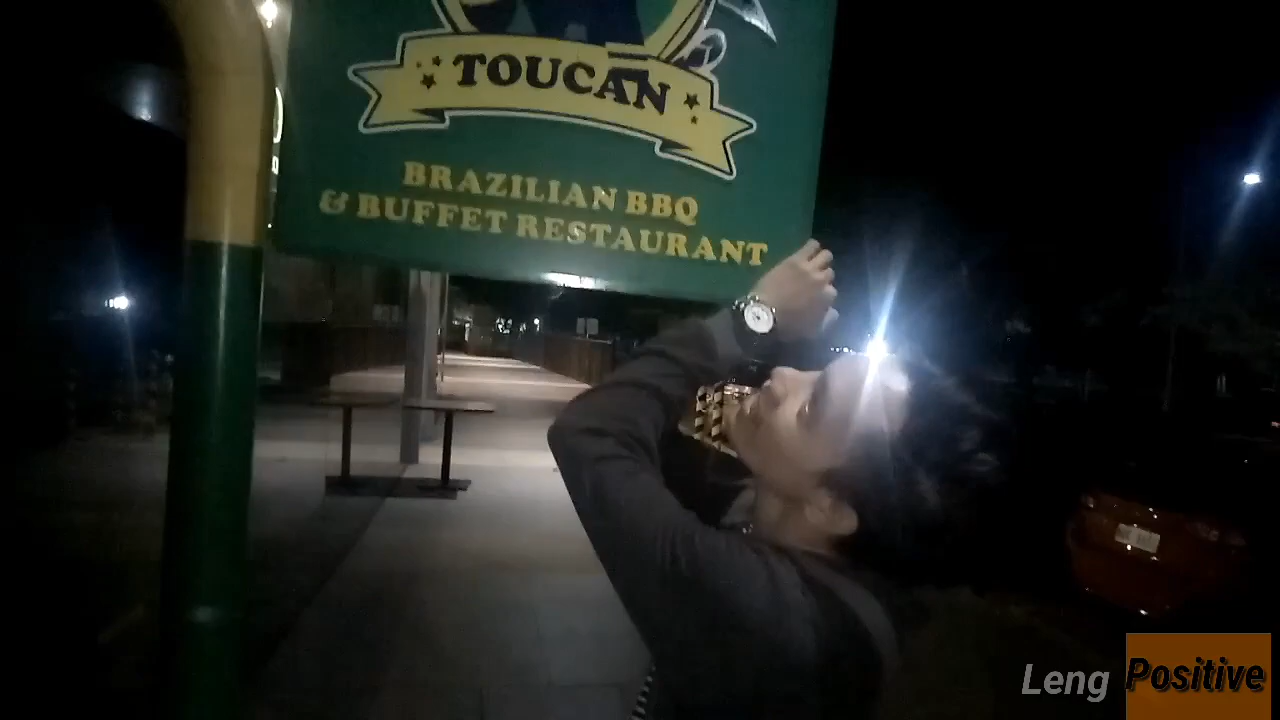 TOUCAN
BRAZILIAN BBQ
& BUFFET RESTAURANT
Leng Positive